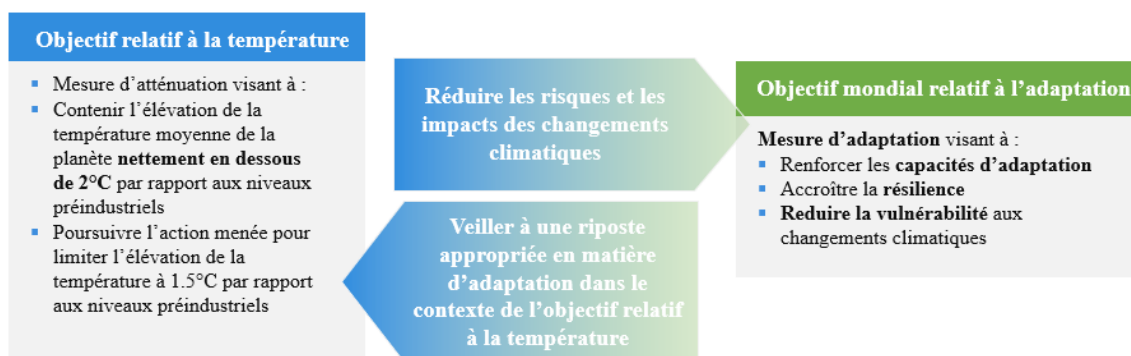 Objectif relatif à la température
Mesure d’atténuation visant à :
Contenir l’élévation de la
température moyenne de la
planète nettement en dessous
de 2°C par rapport aux niveaux
préindustriels
Poursuivre l’action menée pour
limiter l’élévation de la
température à 1.5°C par rapport
aux niveaux préindustriels
Réduire les risques et les
impacts des changements
climatiques
Veiller à une riposte
appropriée en matière
d’adaptation dans le
contexte de l’objectif relatif
à la température
Objectif mondial relatif à l’adaptation
Mesure d’adaptation visant à :
Renforcer les capacités d’adaptation
Accroître la résilience
Reduire la vulnérabilité aux
changements climatiques